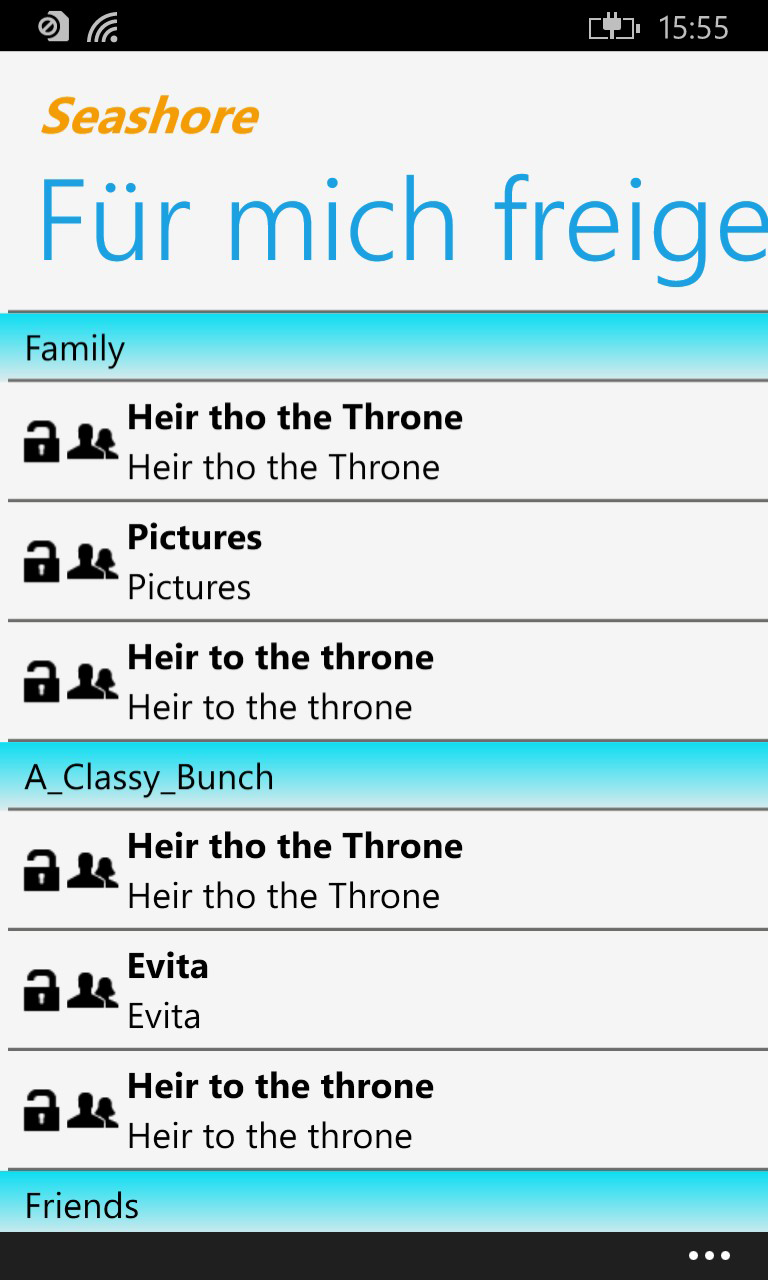 15:55
Seashore
Für mich freige
Family
Heir tho the Throne
Heir tho the Throne
Pictures
Pictures
Heir to the throne
Heir to the throne
A_Classy_Bunch
Heir tho the Throne
Heir tho the Throne
Evita
Evita
Heir to the throne
Heir to the throne
Friends